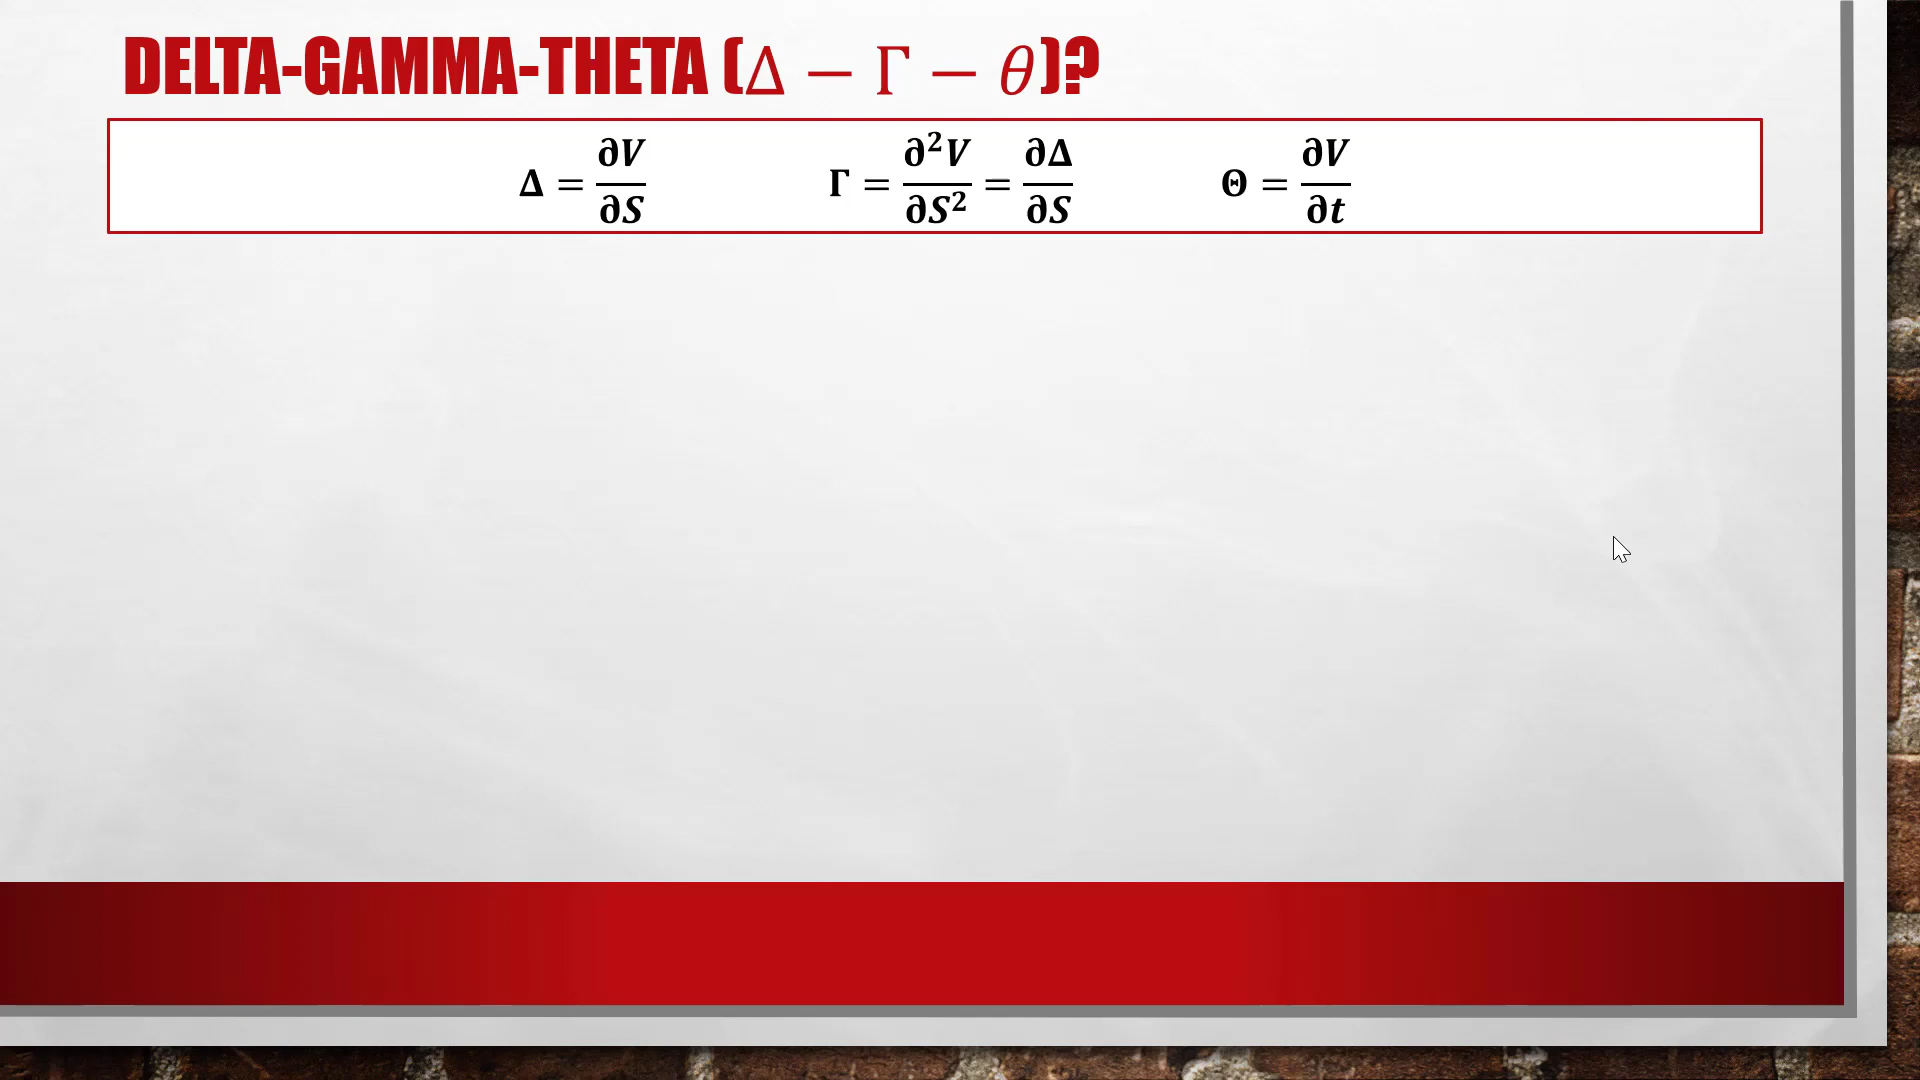 DELTA-GAMMA-THETA (Δ − Γ − θ)?
Δ = ∂V/∂S    Γ = ∂²V/∂S² = ∂Δ/∂S    Θ = ∂V/∂t